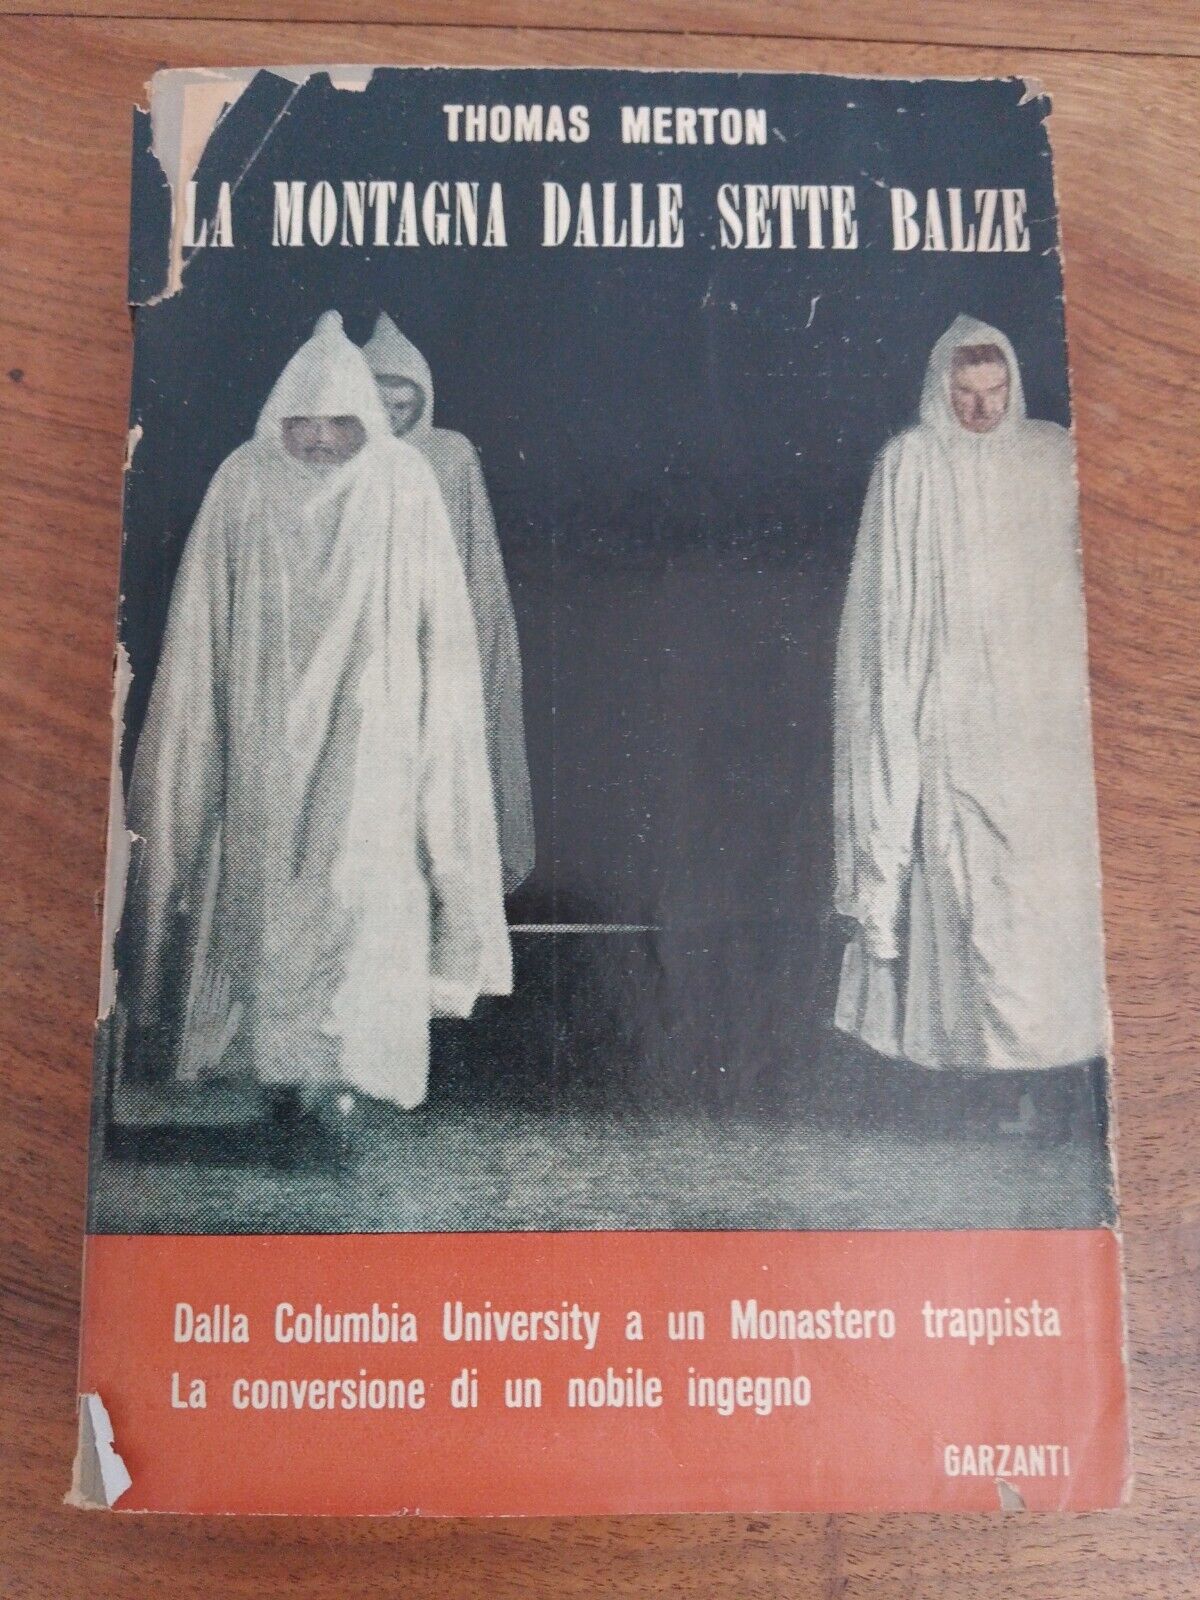 THOMAS MERTON
LA MONTAGNA DALLE SETTE BALZE
Dalla Columbia University a un Monastero trappista
La conversione di un nobile ingegno
GARZANTI